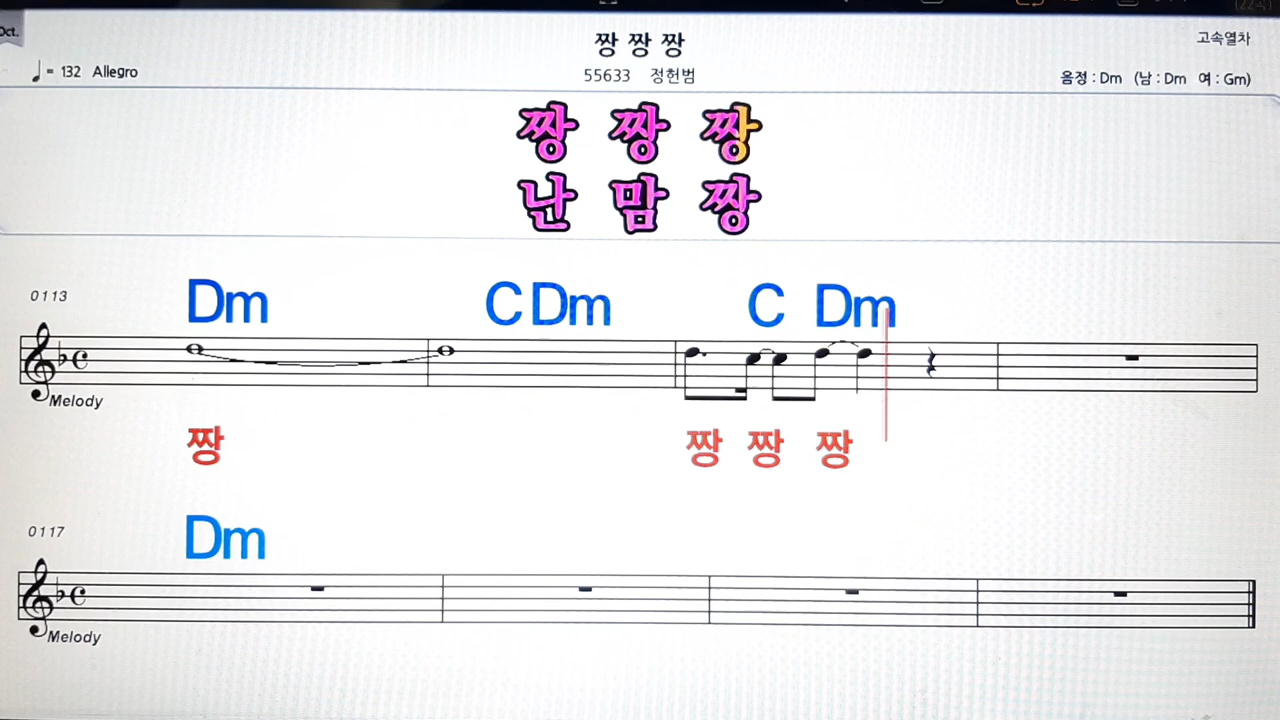 Oct.
짱 짱 짱
고속열차
♩= 132 Allegro
55633 정헌범
음정 : Dm (남 : Dm 여 : Gm)
짱 짱 짱
난 맘 짱
0113
Dm C Dm C Dm
Melody
짱 짱 짱 짱
0117
Dm
Melody